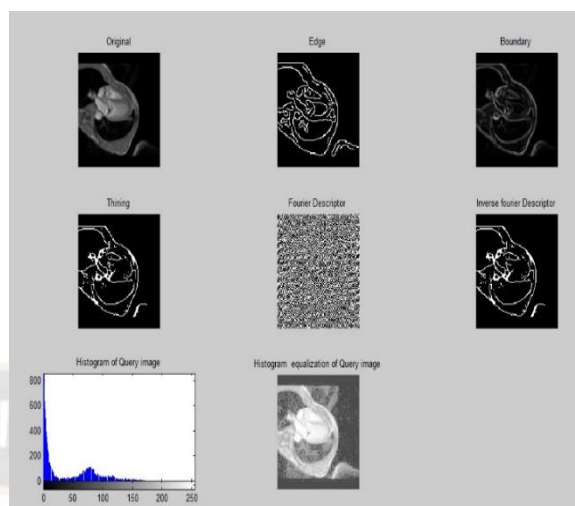 Original
Edge
Boundary
Thining
Fourier Descriptor
Inverse fourier Descriptor
Histogram of Query image
Histogram equalization of Query image
800
600
400
200
0
0
50
100
150
200
250